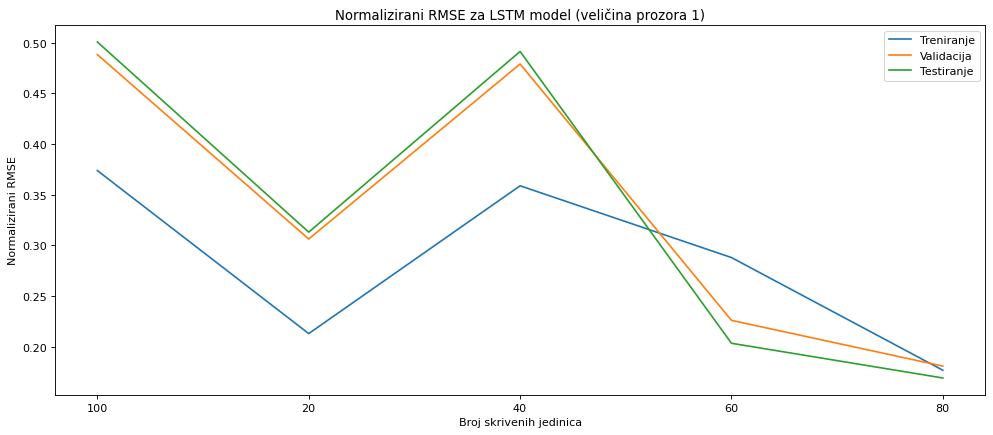 Normalizirani RMSE za LSTM model (veličina prozora 1)
Treniranje
Validacija
Testiranje
Normalizirani RMSE
0.50
0.45
0.40
0.35
0.30
0.25
0.20
100 20 40 60 80
Broj skrivenih jedinica